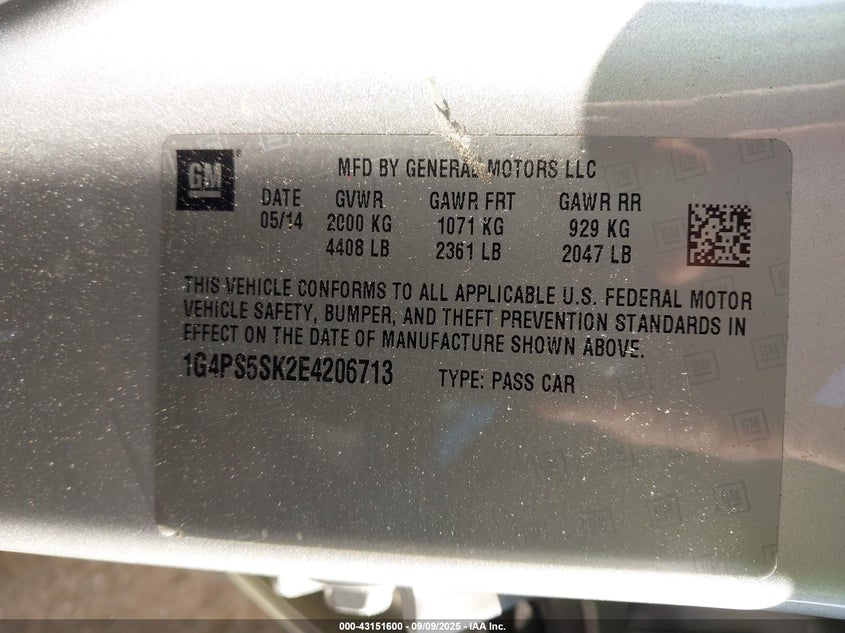 GM
MFD BY GENERAL MOTORS LLC
DATE GVWR GAWR FRT GAWR RR
05/14 2000 KG 1071 KG 929 KG
4408 LB 2361 LB 2047 LB
THIS VEHICLE CONFORMS TO ALL APPLICABLE U.S. FEDERAL MOTOR
VEHICLE SAFETY, BUMPER, AND THEFT PREVENTION STANDARDS IN
EFFECT ON THE DATE OF MANUFACTURE SHOWN ABOVE.
1G4PS5SK2E4206713 TYPE: PASS CAR
000-43151600 - 09/09/2025 - IAA Inc.